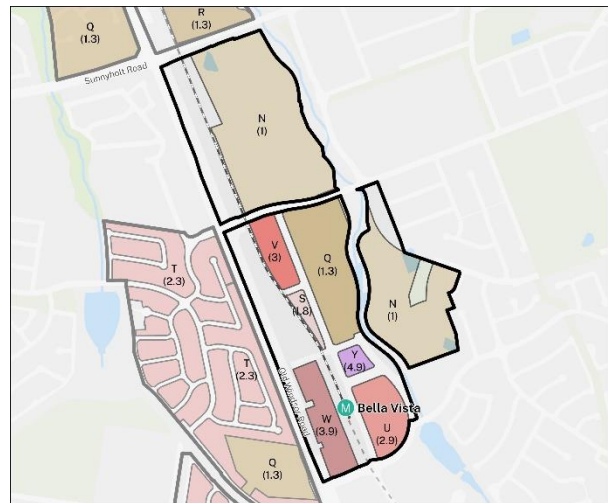 R
(1.3)
Q
(1.3)
Sunnyholt Road
N
(1)
V
(3)
Q
(1.3)
T
(2.3)
S
(1.8)
N
(1)
Y
(4.9)
T
(2.3)
Old Windsor Road
M Bella Vista
W
(3.9)
U
(2.9)
Q
(1.3)